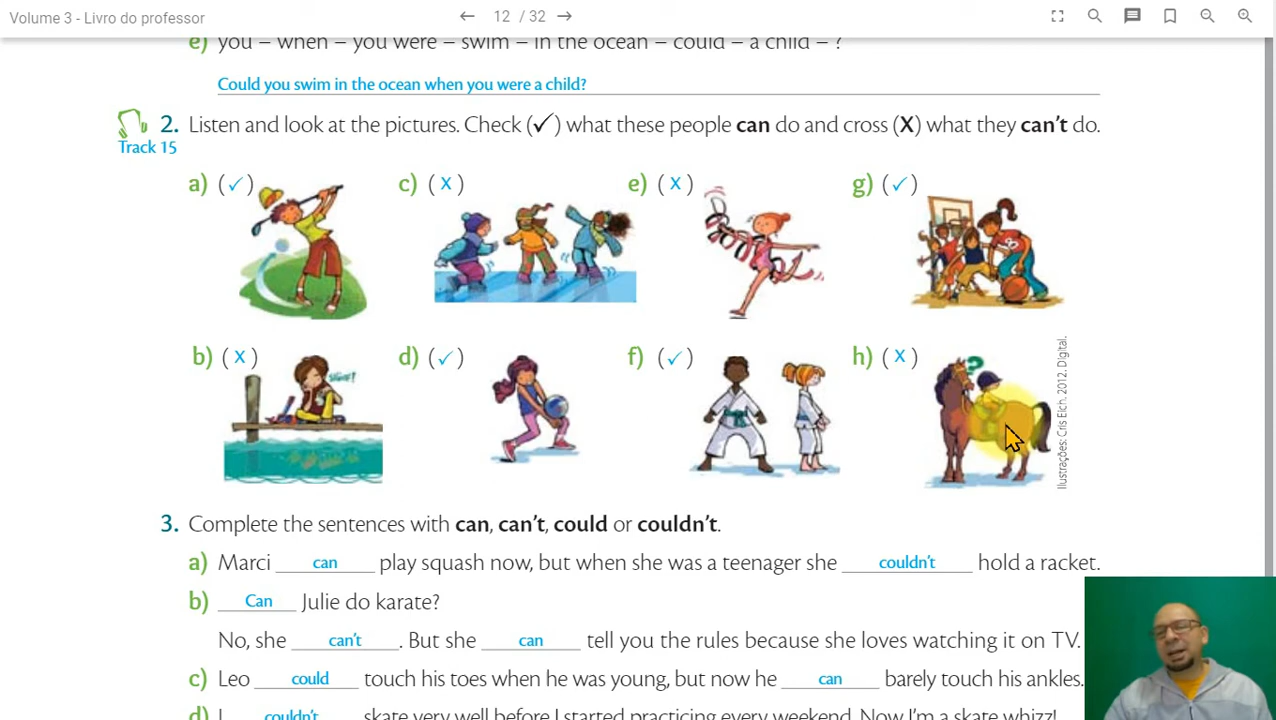 Volume 3 - Livro do professor
12 / 32
e) you – when – you were – swim – in the ocean – could – a child – ?
Could you swim in the ocean when you were a child?
2. Listen and look at the pictures. Check (✓) what these people can do and cross (X) what they can't do.
Track 15
a) (✓) c) (X) e) (X) g) (✓)
b) (X) d) (✓) f) (✓) h) (X)
?
Ilustrações: Cris Eich. 2012. Digital.
3. Complete the sentences with can, can't, could or couldn't.
a) Marci can play squash now, but when she was a teenager she couldn't hold a racket.
b) Can Julie do karate?
No, she can't. But she can tell you the rules because she loves watching it on TV.
c) Leo could touch his toes when he was young, but now he can barely touch his ankles.
d) I couldn't skate very well before I started practicing every weekend. Now I'm a skate whizz!